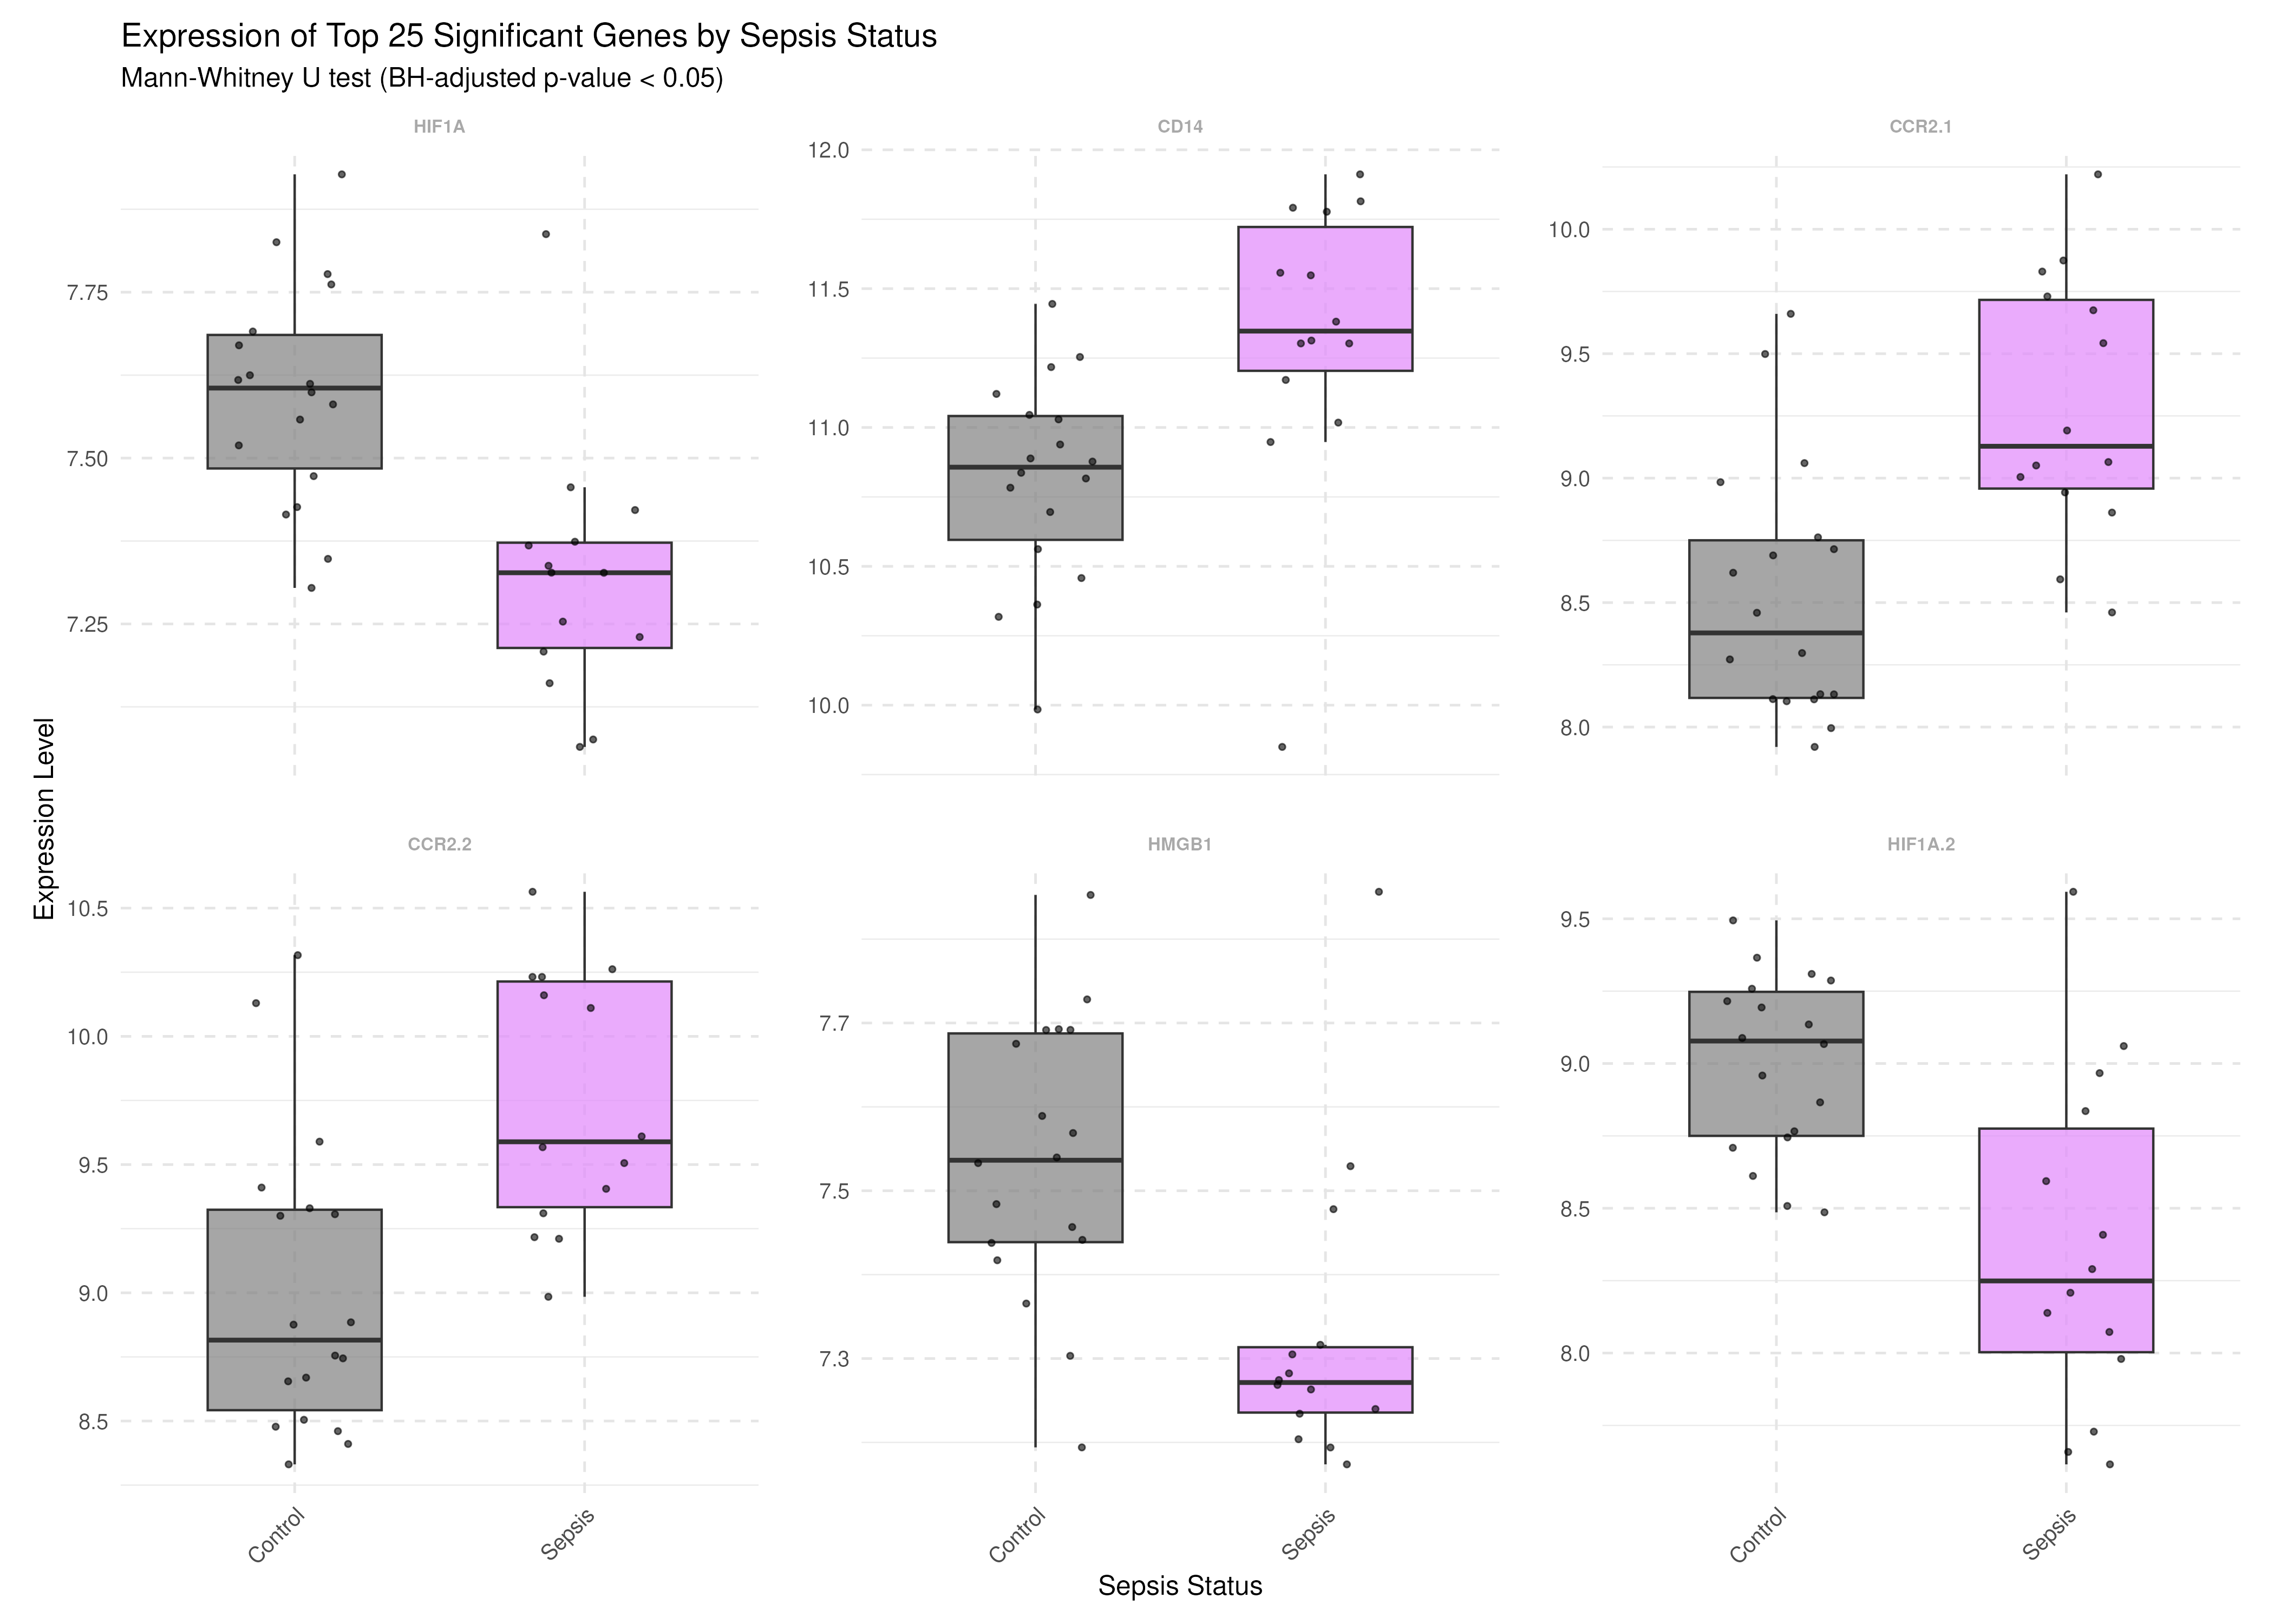 Expression of Top 25 Significant Genes by Sepsis Status
Mann-Whitney U test (BH-adjusted p-value < 0.05)
HIF1A
CD14
CCR2.1
7.75
7.50
7.25
12.0
11.5
11.0
10.5
10.0
10.0
9.5
9.0
8.5
8.0
Expression Level
CCR2.2
HMGB1
HIF1A.2
10.5
10.0
9.5
9.0
8.5
7.7
7.5
7.3
9.5
9.0
8.5
8.0
Control
Sepsis
Control
Sepsis
Control
Sepsis
Sepsis Status